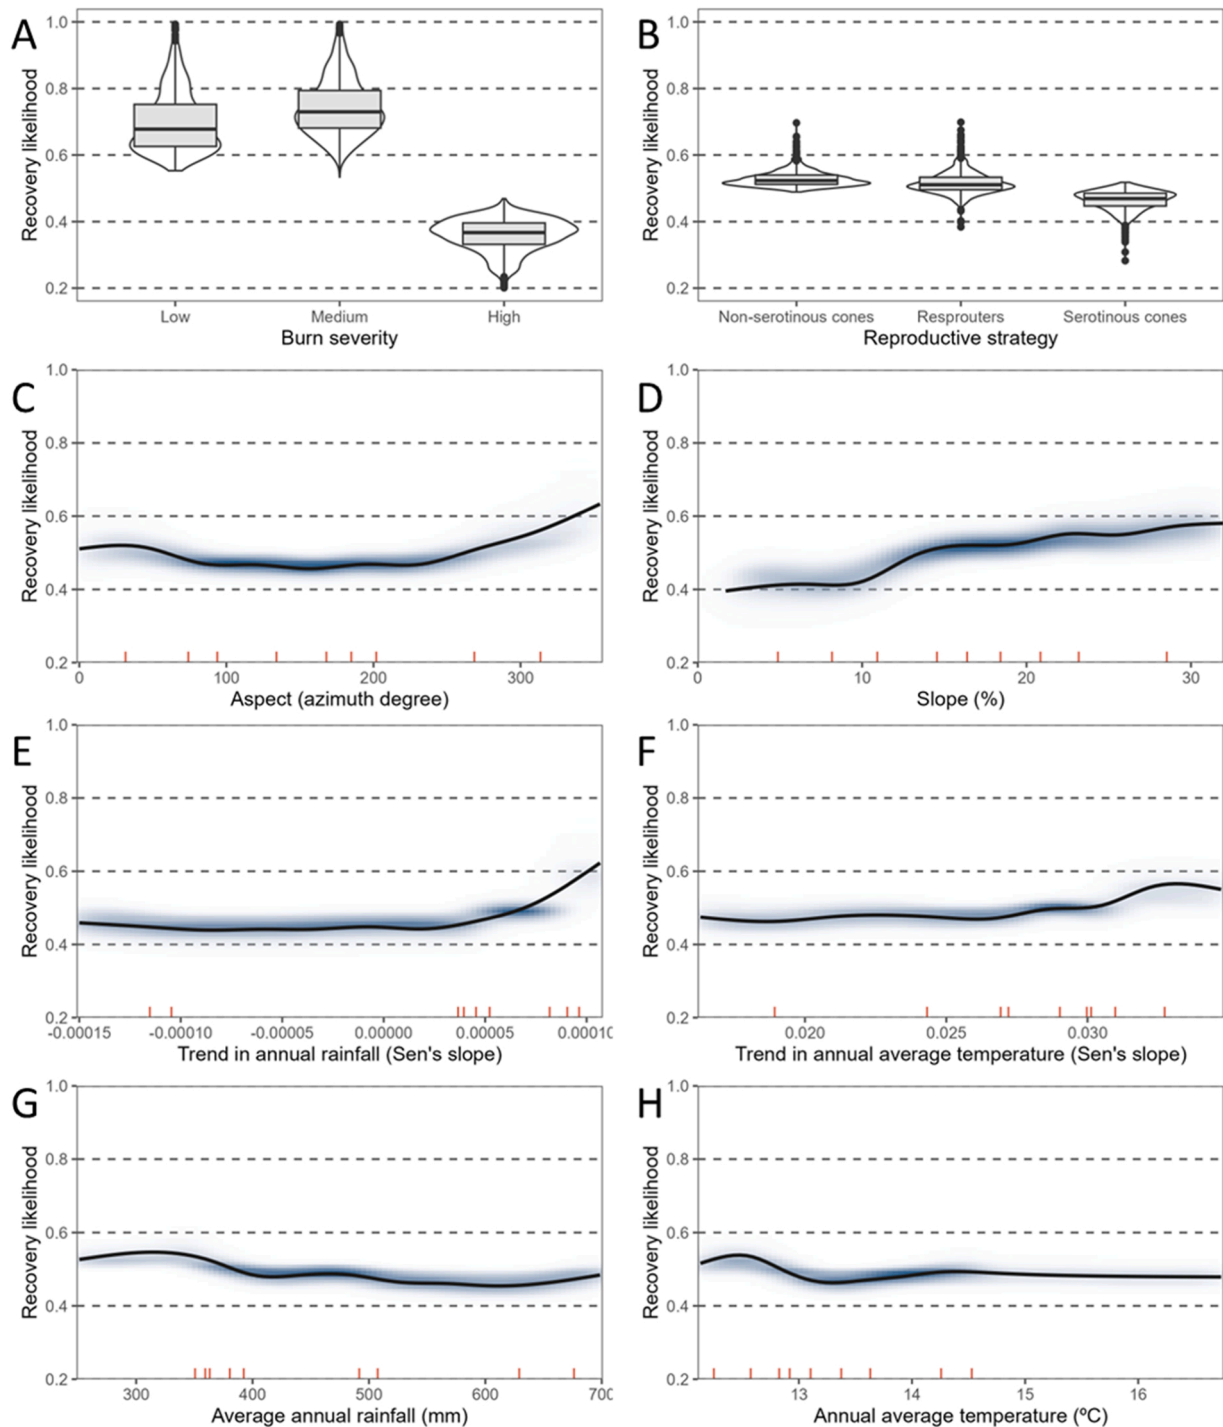 A
Recovery likelihood
1.0
0.8
0.6
0.4
0.2
Low Medium High
Burn severity
B
Recovery likelihood
1.0
0.8
0.6
0.4
0.2
Non-serotinous cones Resprouters Serotinous cones
Reproductive strategy
C
Recovery likelihood
1.0
0.8
0.6
0.4
0.2
0 100 200 300
Aspect (azimuth degree)
D
Recovery likelihood
1.0
0.8
0.6
0.4
0.2
0 10 20 30
Slope (%)
E
Recovery likelihood
1.0
0.8
0.6
0.4
0.2
-0.00015 -0.00010 -0.00005 0.00000 0.00005 0.00010
Trend in annual rainfall (Sen's slope)
F
Recovery likelihood
1.0
0.8
0.6
0.4
0.2
0.020 0.025 0.030
Trend in annual average temperature (Sen's slope)
G
Recovery likelihood
1.0
0.8
0.6
0.4
0.2
300 400 500 600 700
Average annual rainfall (mm)
H
Recovery likelihood
1.0
0.8
0.6
0.4
0.2
13 14 15 16
Annual average temperature (ºC)